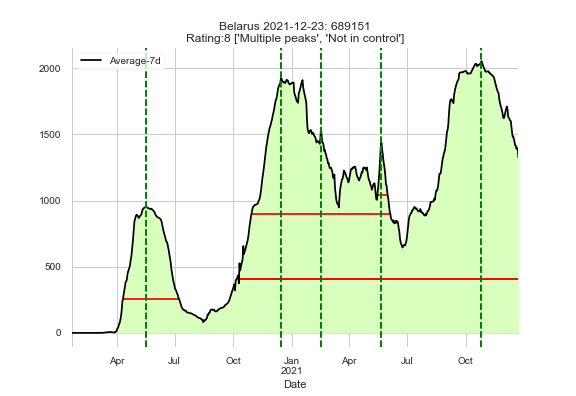 Belarus 2021-12-23: 689151
Rating:8 ['Multiple peaks', 'Not in control']
Average-7d
2000
1500
1000
500
0
Apr Jul Oct Jan Apr Jul Oct
2021
Date